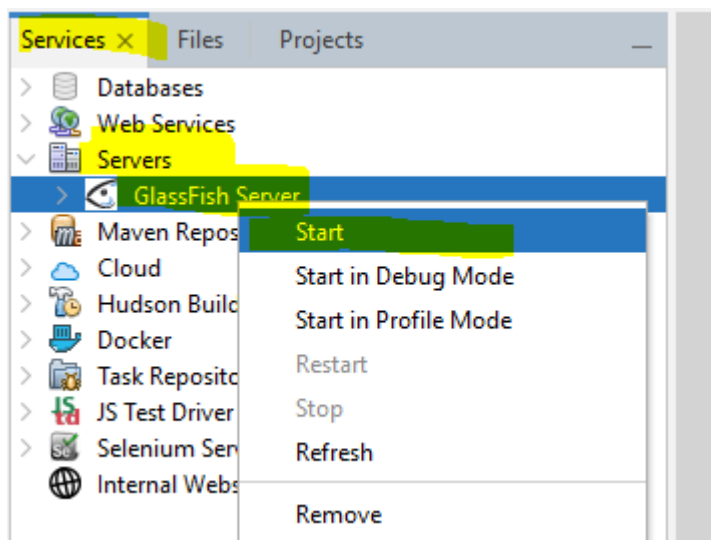 Services × Files Projects
Databases
Web Services
Servers
GlassFish Server
Maven Repos
Start
Cloud
Start in Debug Mode
Hudson Build
Start in Profile Mode
Docker
Restart
Task Reposito
JS Test Driver
Stop
Selenium Ser
Refresh
Internal Webs
Remove